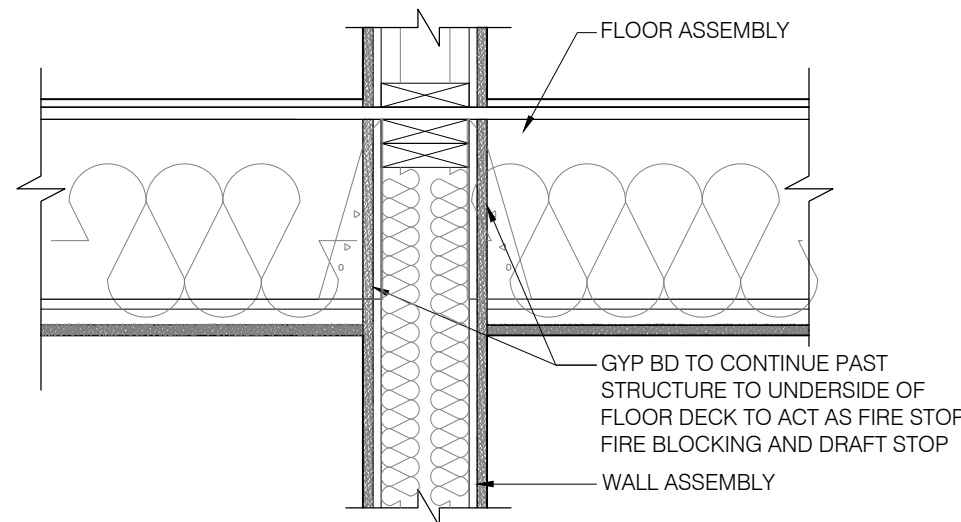 FLOOR ASSEMBLY
GYP BD TO CONTINUE PAST
STRUCTURE TO UNDERSIDE OF
FLOOR DECK TO ACT AS FIRE STOP
FIRE BLOCKING AND DRAFT STOP
WALL ASSEMBLY